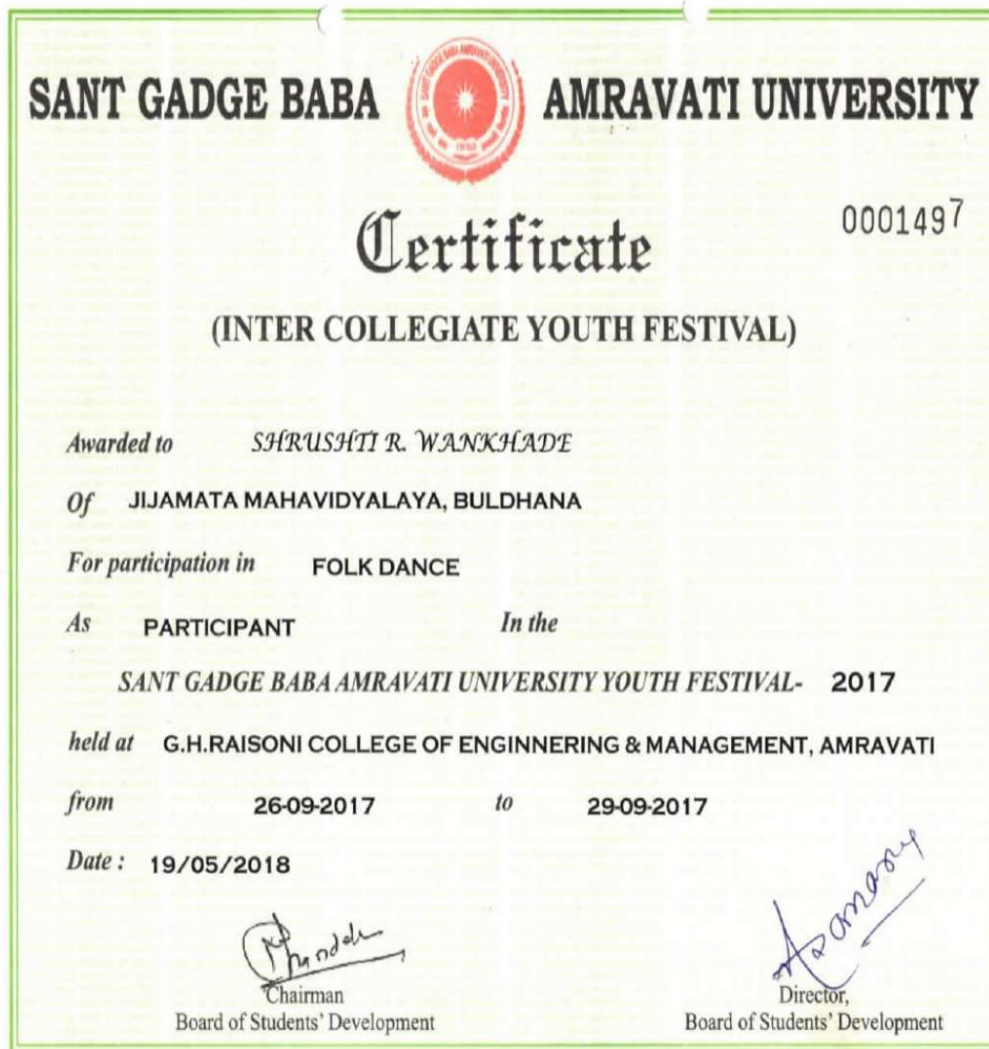 SANT GADGE BABA AMRAVATI UNIVERSITY
Certificate
0001497
(INTER COLLEGIATE YOUTH FESTIVAL)
Awarded to SHRUSHTI R. WANKHADE
Of JIJAMATA MAHAVIDYALAYA, BULDHANA
For participation in FOLK DANCE
As PARTICIPANT In the
SANT GADGE BABA AMRAVATI UNIVERSITY YOUTH FESTIVAL- 2017
held at G.H.RAISONI COLLEGE OF ENGINNERING & MANAGEMENT, AMRAVATI
from 26-09-2017 to 29-09-2017
Date : 19/05/2018
Chairman
Board of Students' Development
Director,
Board of Students' Development